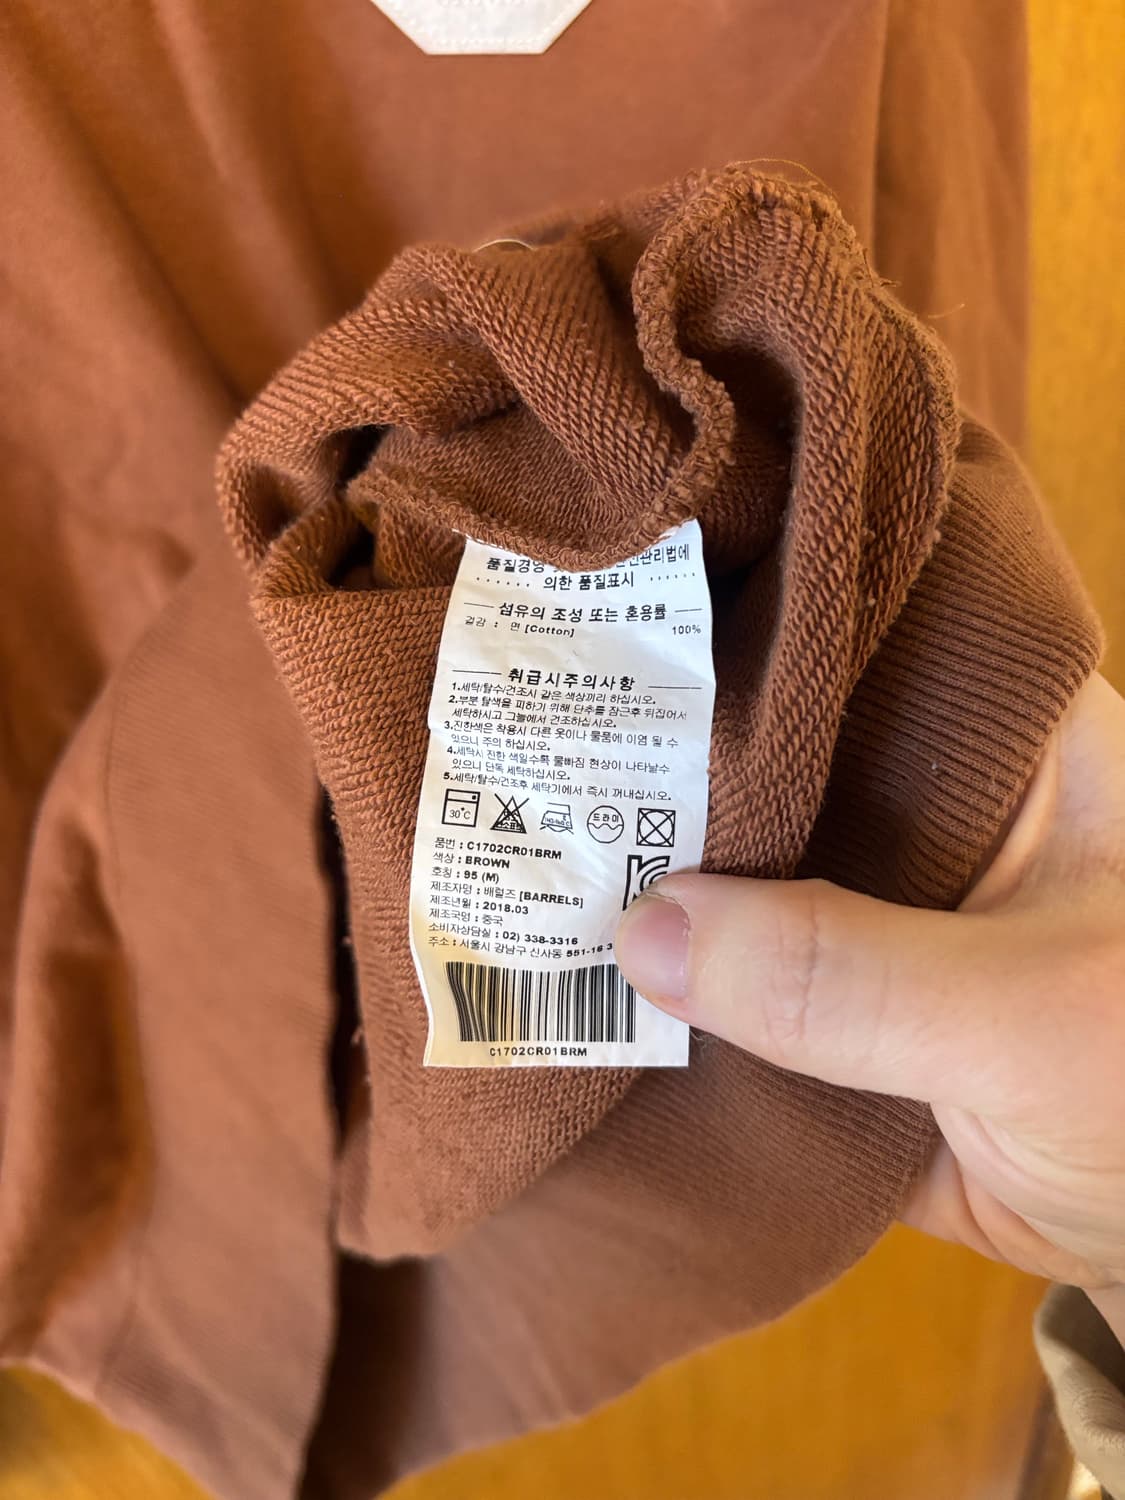 품질경영 안전관리법에
······ 의한 품질표시 ······
섬유의 조성 또는 혼용률
겉감 : 면 [Cotton] 100%
취급시주의사항
1.세탁/탈수/건조시 같은 색상끼리 하십시오.
2.부분 탈색을 피하기 위해 단추를 잠근후 뒤집어서
세탁하시고 그늘에서 건조하십시오.
3.진한색은 착용시 다른 옷이나 물품에 이염 될 수
있으니 주의 하십시오.
4.세탁시 진한 색일수록 물빠짐 현상이 나타날수
있으니 단독 세탁하십시오.
5.세탁/탈수/건조후 세탁기에서 즉시 꺼내십시오.
30°C 드라이
품번 : C1702CR01BRM
색상 : BROWN
호칭 : 95 (M)
제조자명 : 배럴즈 [BARRELS]
제조년월 : 2018.03
제조국명 : 중국
소비자상담실 : 02) 338-3316
주소 : 서울시 강남구 신사동 551-16 3
C1702CR01BRM